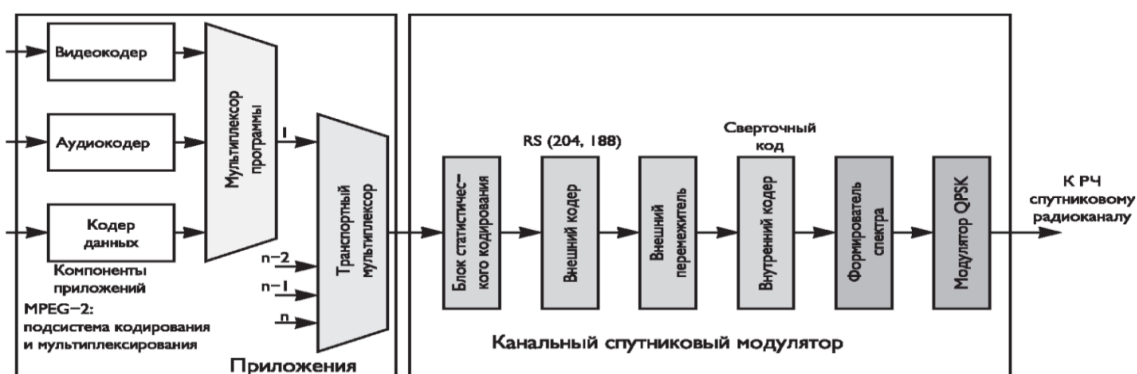 Видеокодер
Аудиокодер
Кодер
данных
Компоненты
приложений
MPEG–2:
подсистема кодирования
и мультиплексирования
Мультиплексор
программы
1
n–2
n–1
n
Транспортный
мультиплексор
Приложения
Блок статистичес–
кого кодирования
RS (204, 188)
Внешний кодер
Внешний
перемежитель
Сверточный
код
Внутренний кодер
Формирователь
спектра
Модулятор QPSK
К РЧ
спутниковому
радиоканалу
Канальный спутниковый модулятор